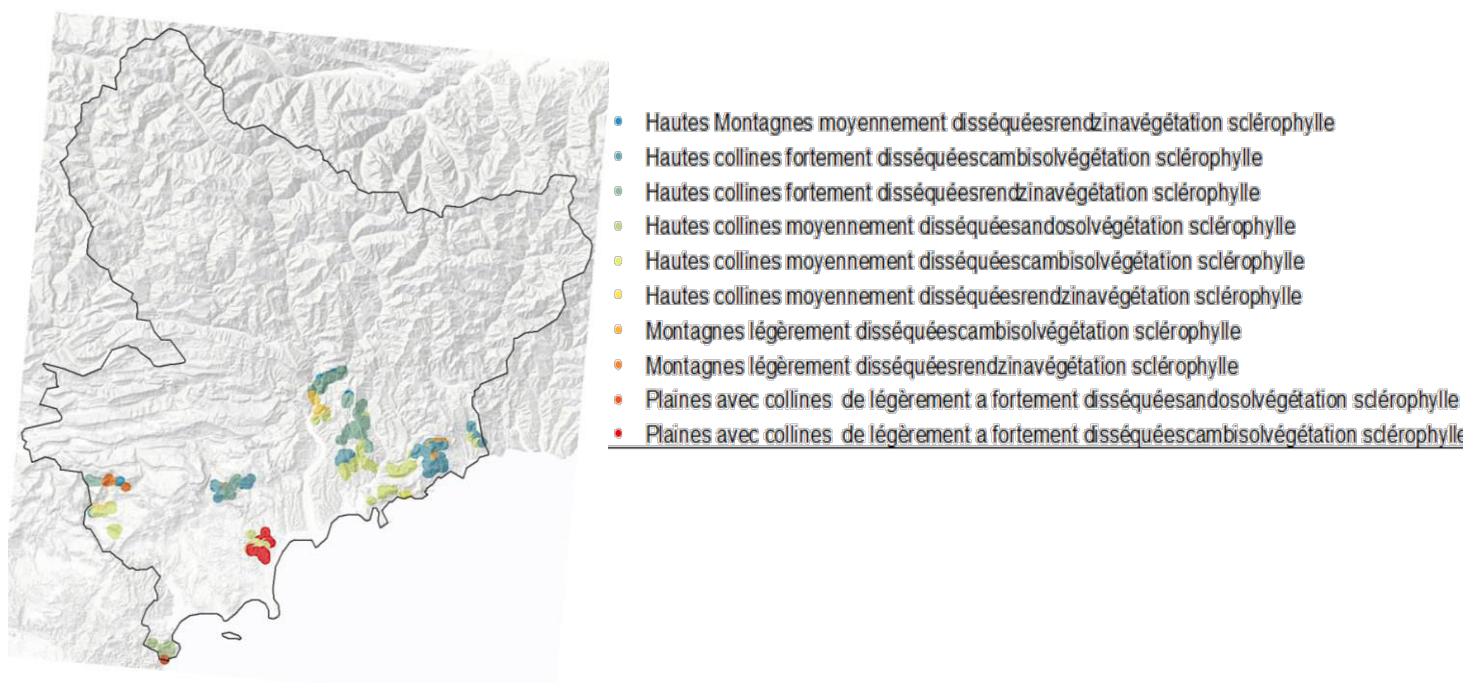 Hautes Montagnes moyennement disséquéesrendzinavégétation sclérophylle
Hautes collines fortement disséquéescambisolvégétation sclérophylle
Hautes collines fortement disséquéesrendzinavégétation sclérophylle
Hautes collines moyennement disséquéesandosolvégétation sclérophylle
Hautes collines moyennement disséquéescambisolvégétation sclérophylle
Hautes collines moyennement disséquéesrendzinavégétation sclérophylle
Montagnes légèrement disséquéescambisolvégétation sclérophylle
Montagnes légèrement disséquéesrendzinavégétation sclérophylle
Plaines avec collines de légèrement a fortement disséquéesandosolvégétation sclérophylle
Plaines avec collines de légèrement a fortement disséquéescambisolvégétation sclérophylle